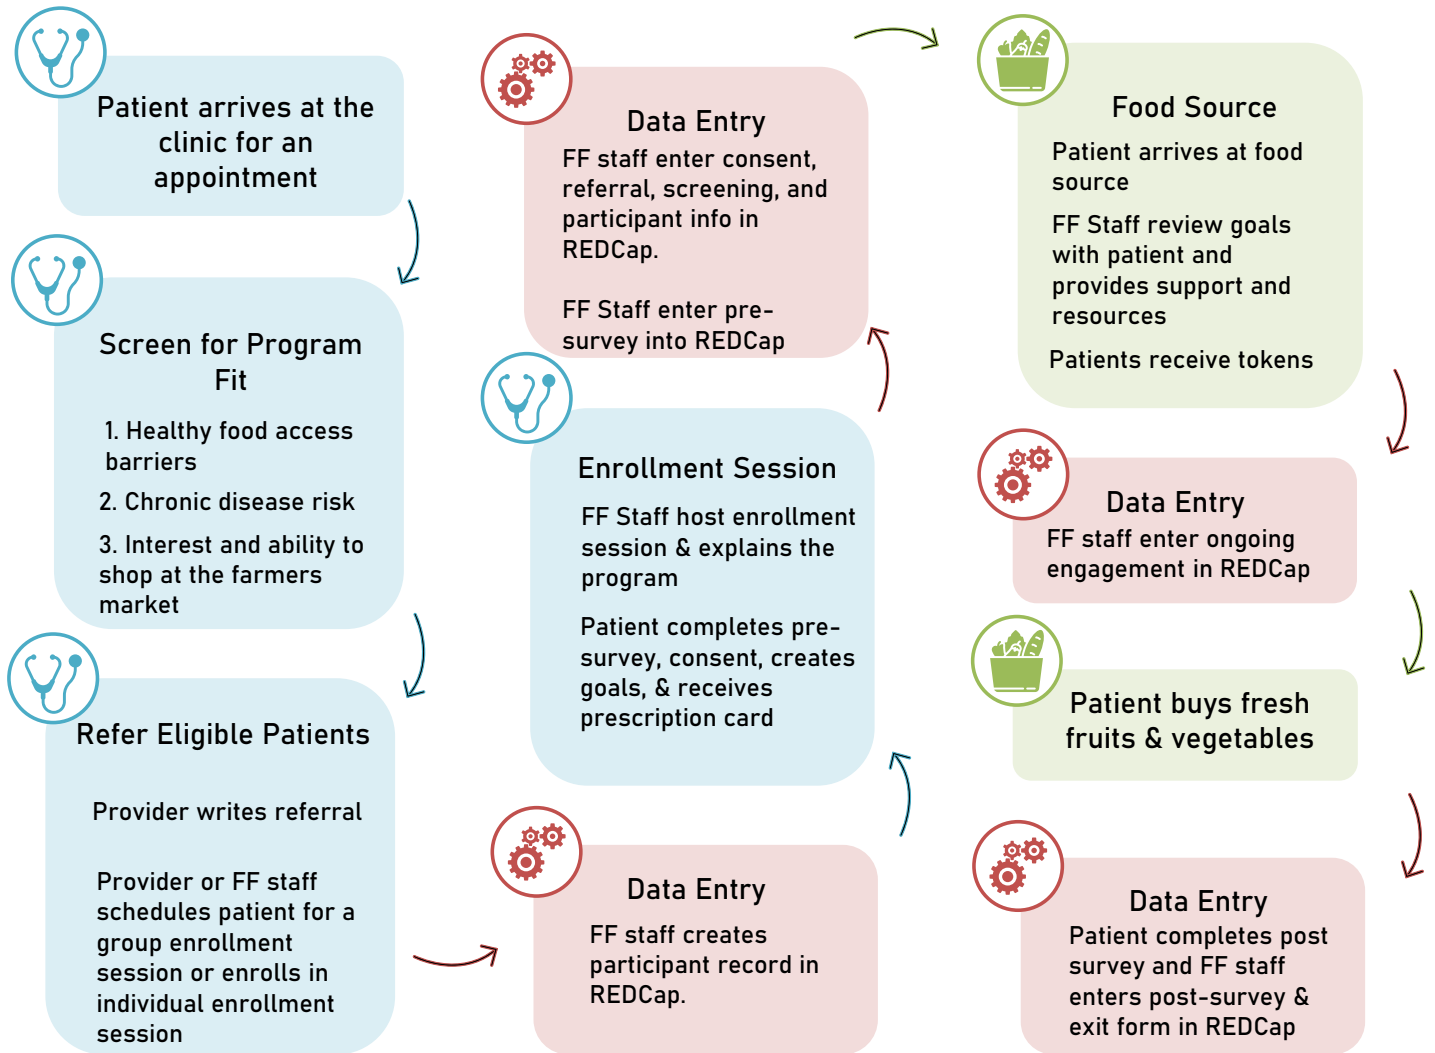 Patient arrives at the
clinic for an
appointment
Screen for Program
Fit
1. Healthy food access
barriers
2. Chronic disease risk
3. Interest and ability to
shop at the farmers
market
Refer Eligible Patients
Provider writes referral
Provider or FF staff
schedules patient for a
group enrollment
session or enrolls in
individual enrollment
session
Data Entry
FF staff creates
participant record in
REDCap.
Enrollment Session
FF Staff host enrollment
session & explains the
program
Patient completes pre-
survey, consent, creates
goals, & receives
prescription card
Data Entry
FF staff enter consent,
referral, screening, and
participant info in
REDCap.
FF Staff enter pre-
survey into REDCap
Food Source
Patient arrives at food
source
FF Staff review goals
with patient and
provides support and
resources
Patients receive tokens
Data Entry
FF staff enter ongoing
engagement in REDCap
Patient buys fresh
fruits & vegetables
Data Entry
Patient completes post
survey and FF staff
enters post-survey &
exit form in REDCap